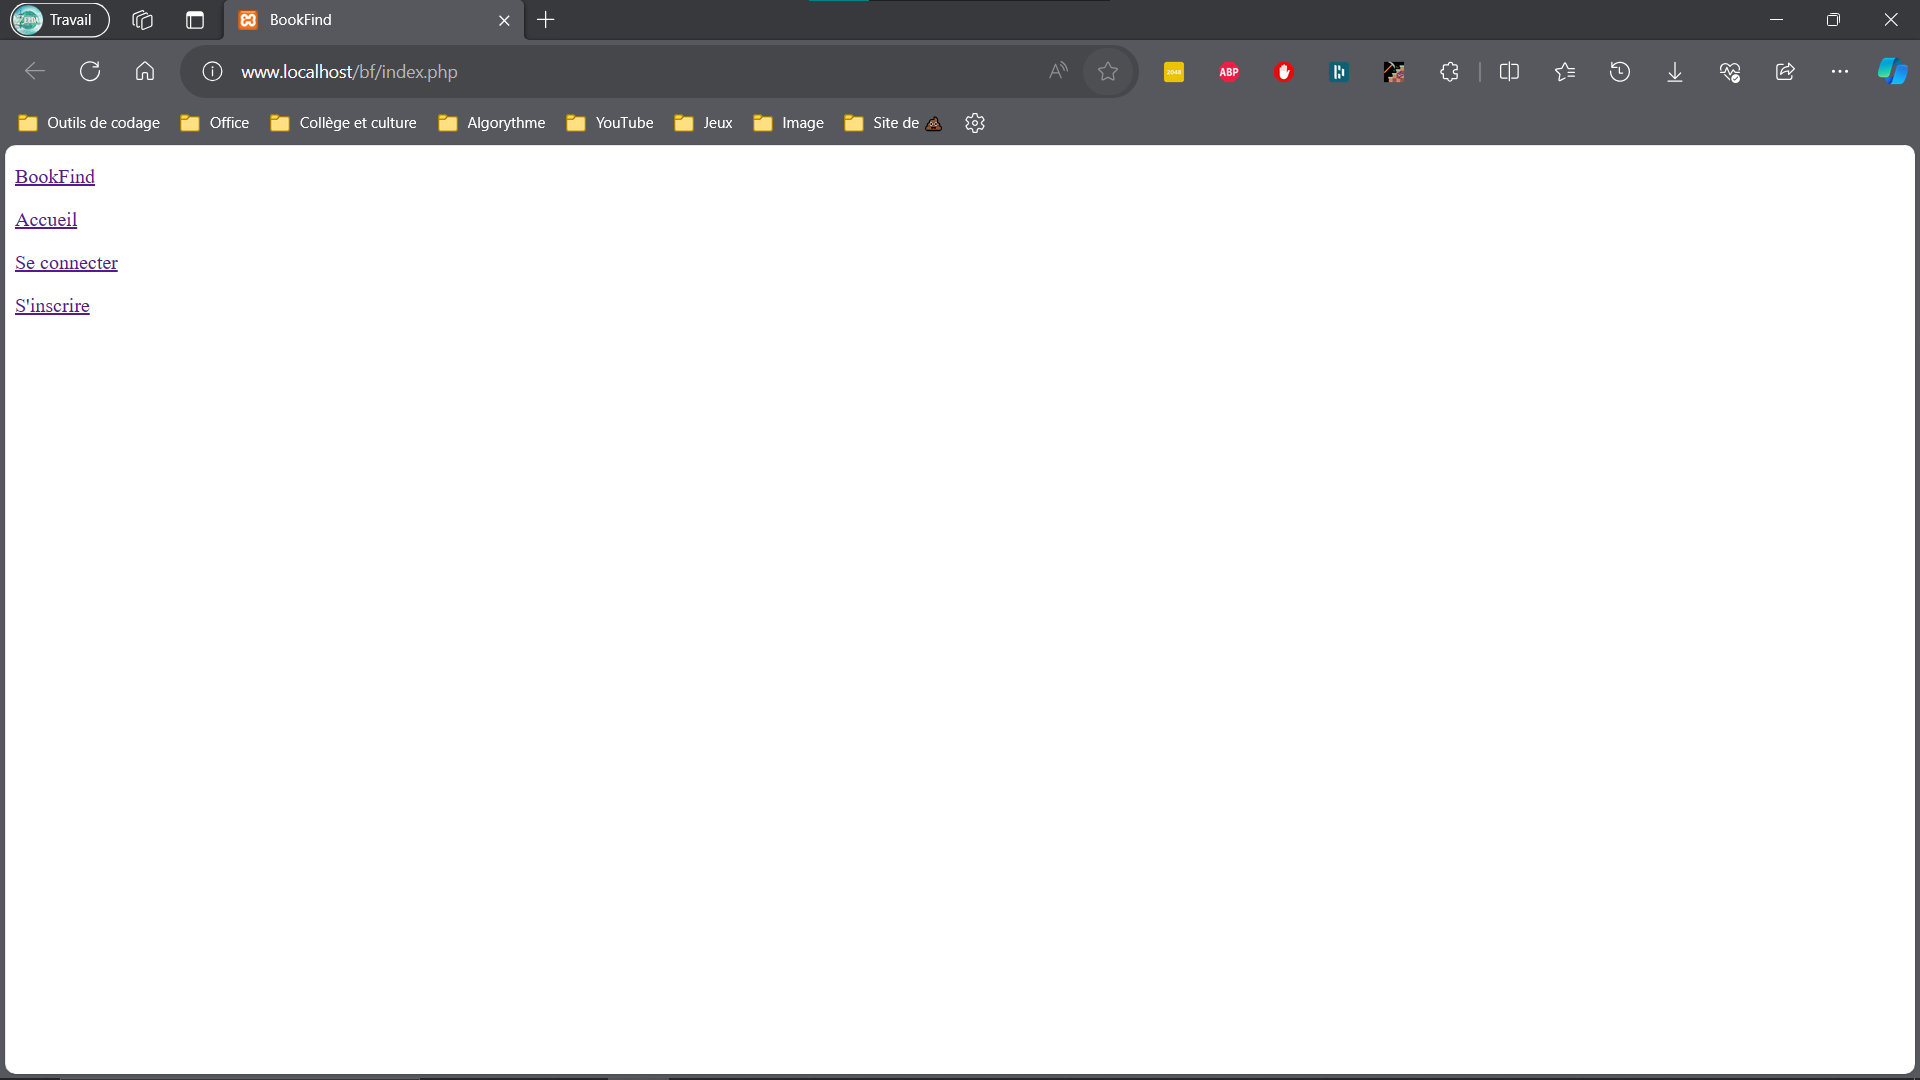 Travail
BookFind
www.localhost/bf/index.php
2048
ABP
Outils de codage
Office
Collège et culture
Algorythme
YouTube
Jeux
Image
Site de 💩
BookFind
Accueil
Se connecter
S'inscrire